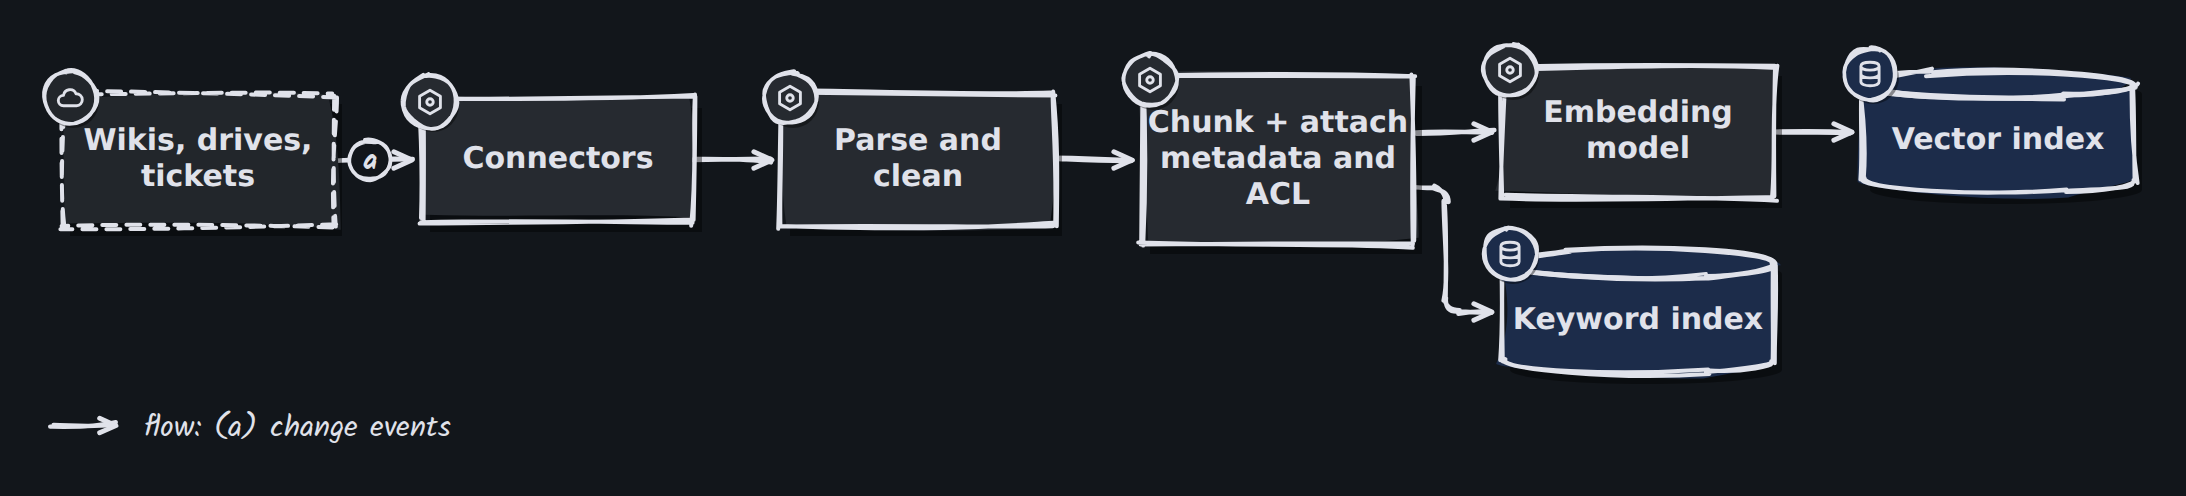 Wikis, drives,
tickets
a
Connectors
Parse and
clean
Chunk + attach
metadata and
ACL
Embedding
model
Vector index
Keyword index
flow: (a) change events